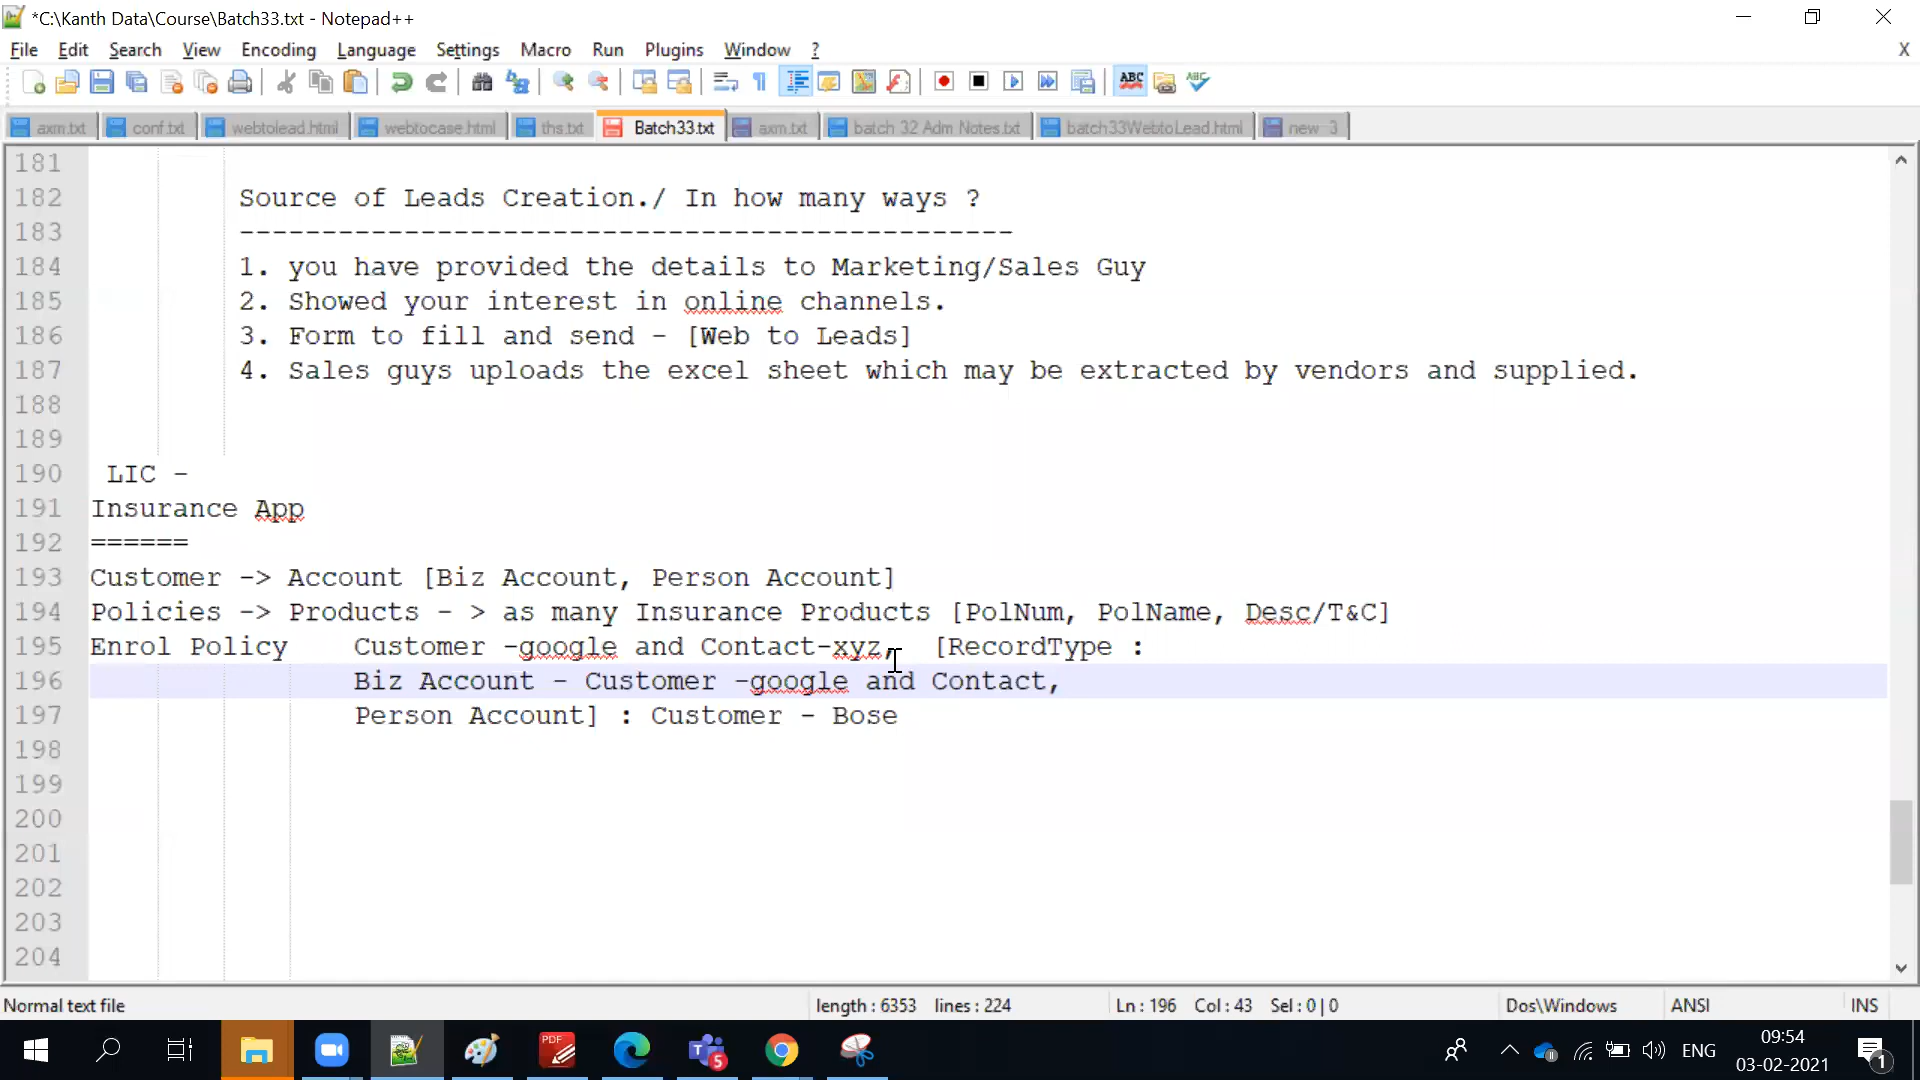 *C:\Kanth Data\Course\Batch33.txt - Notepad++
File Edit Search View Encoding Language Settings Macro Run Plugins Window ? X
axm.txt conf.txt webtolead.html webtocase.html ths.txt Batch33.txt axm.txt batch 32 Adm Notes.txt batch33WebtoLead.html new 3
181
182 Source of Leads Creation./ In how many ways ?
183 -----------------------------------------------
184 1. you have provided the details to Marketing/Sales Guy
185 2. Showed your interest in online channels.
186 3. Form to fill and send - [Web to Leads]
187 4. Sales guys uploads the excel sheet which may be extracted by vendors and supplied.
188
189
190 LIC -
191 Insurance App
192 ======
193 Customer -> Account [Biz Account, Person Account]
194 Policies -> Products - > as many Insurance Products [PolNum, PolName, Desc/T&C]
195 Enrol Policy Customer -google and Contact-xyz, [RecordType :
196 Biz Account - Customer -google and Contact,
197 Person Account] : Customer - Bose
198
199
200
201
202
203
204
Normal text file length : 6353 lines : 224 Ln : 196 Col : 43 Sel : 0 | 0 Dos\Windows ANSI INS
PDF 5 ENG 09:54 1
03-02-2021